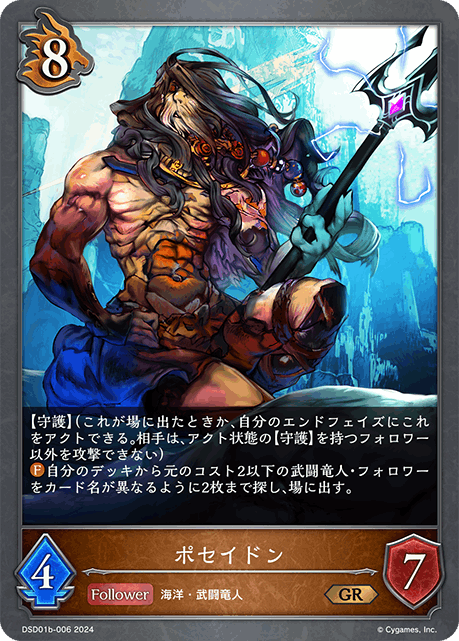 8
【守護】(これが場に出たときか、自分のエンドフェイズにこれ
をアクトできる。相手は、アクト状態の【守護】を持つフォロワー
以外を攻撃できない)
F 自分のデッキから元のコスト2以下の武闘竜人・フォロワー
をカード名が異なるように2枚まで探し、場に出す。
ポセイドン
4
Follower 海洋・武闘竜人
GR
7
DSD01b-006 2024
© Cygames, Inc.